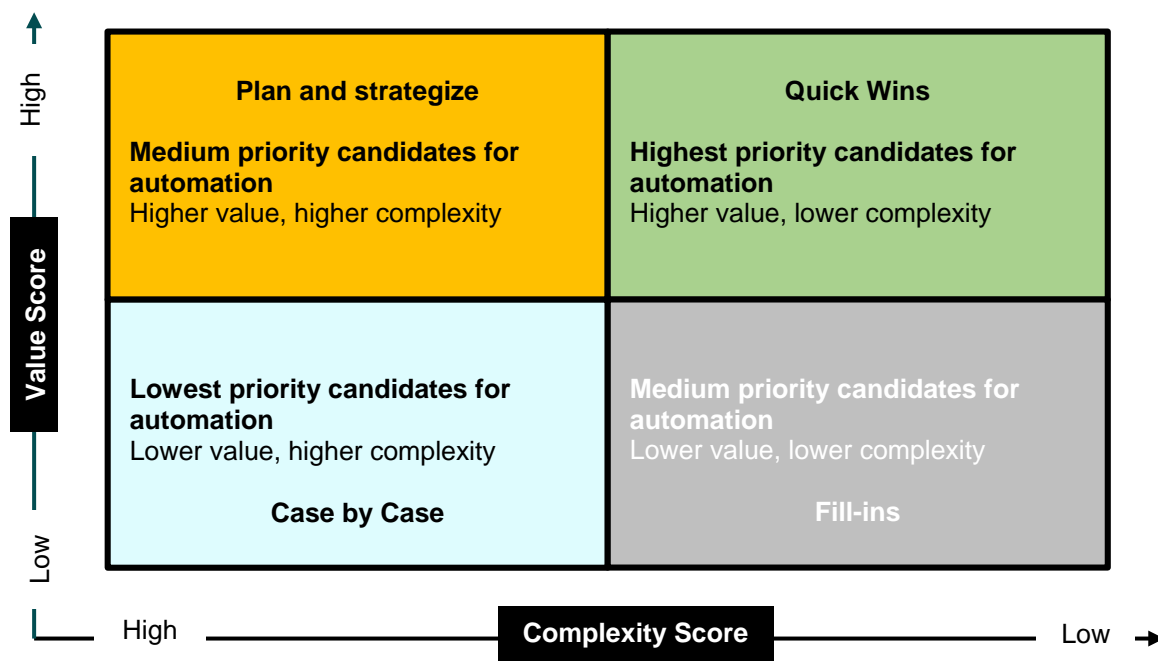 High
Value Score
Low
Plan and strategize
Medium priority candidates for
automation
Higher value, higher complexity
Quick Wins
Highest priority candidates for
automation
Higher value, lower complexity
Lowest priority candidates for
automation
Lower value, higher complexity
Case by Case
Medium priority candidates for
automation
Lower value, lower complexity
Fill-ins
High
Complexity Score
Low